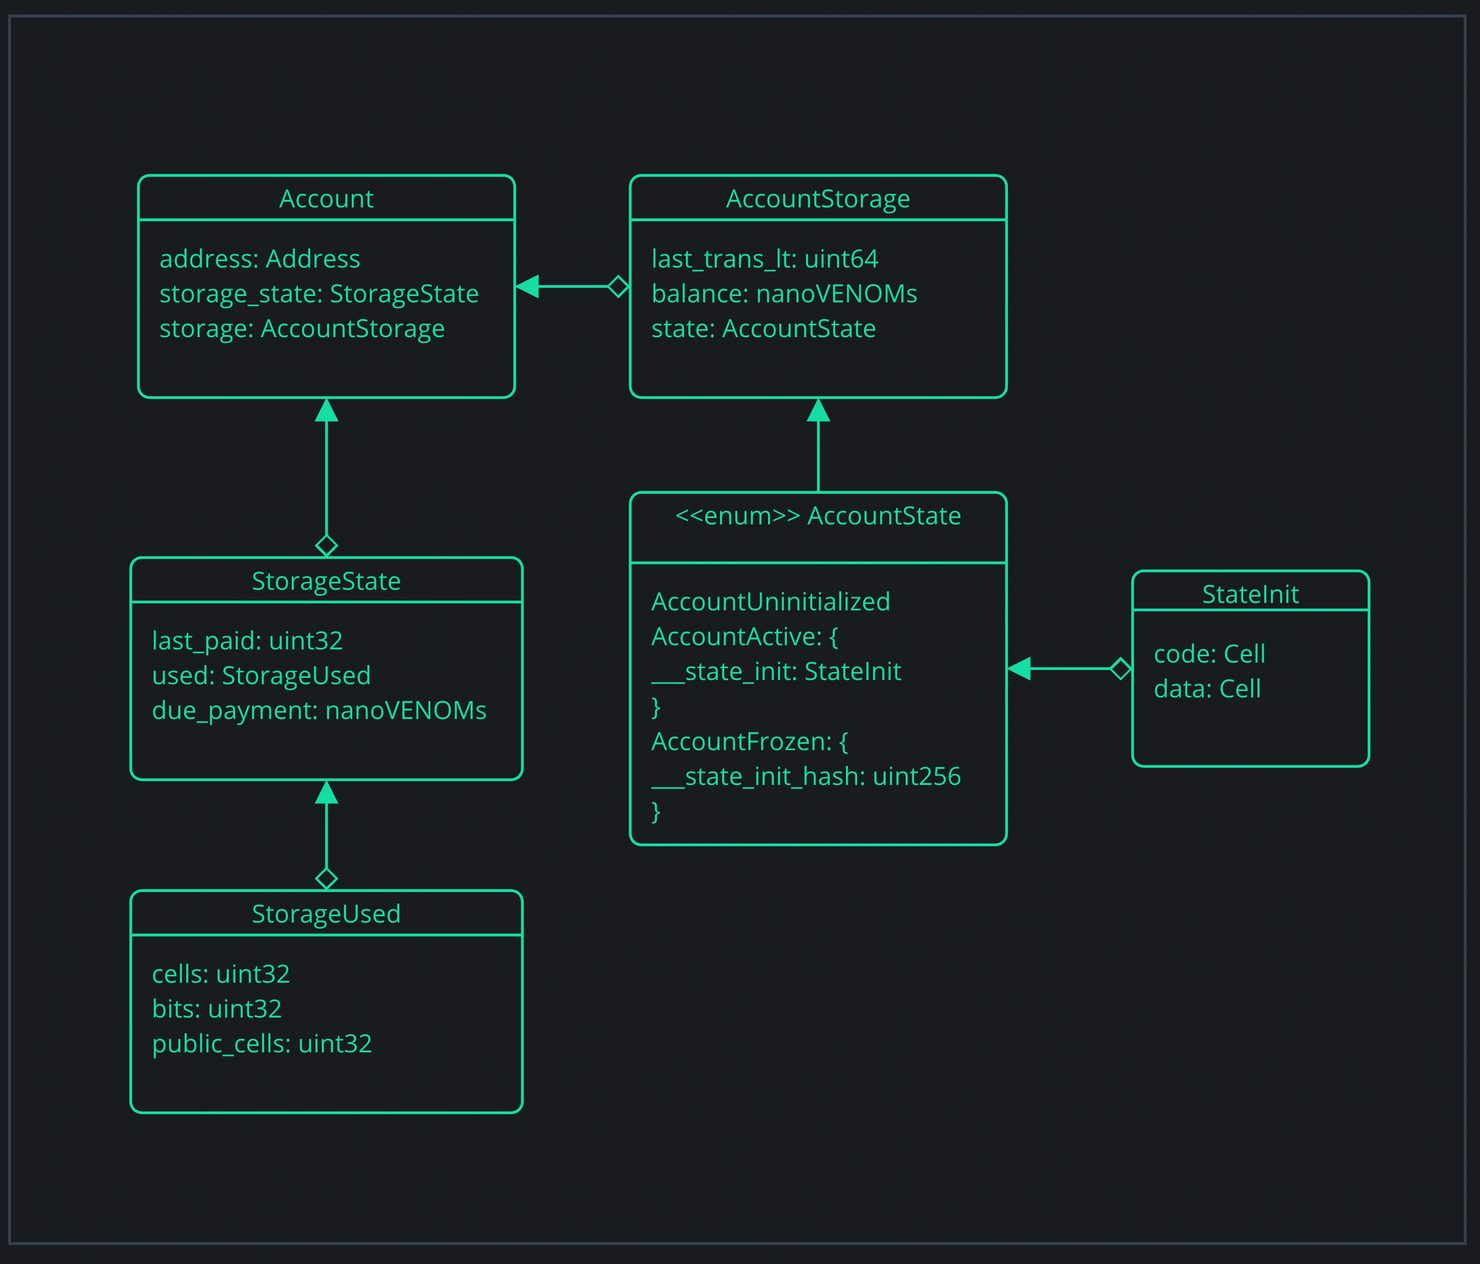 Account
address: Address
storage_state: StorageState
storage: AccountStorage
AccountStorage
last_trans_lt: uint64
balance: nanoVENOMs
state: AccountState
StorageState
last_paid: uint32
used: StorageUsed
due_payment: nanoVENOMs
<<enum>> AccountState
AccountUninitialized
AccountActive: {
___state_init: StateInit
}
AccountFrozen: {
___state_init_hash: uint256
}
StateInit
code: Cell
data: Cell
StorageUsed
cells: uint32
bits: uint32
public_cells: uint32